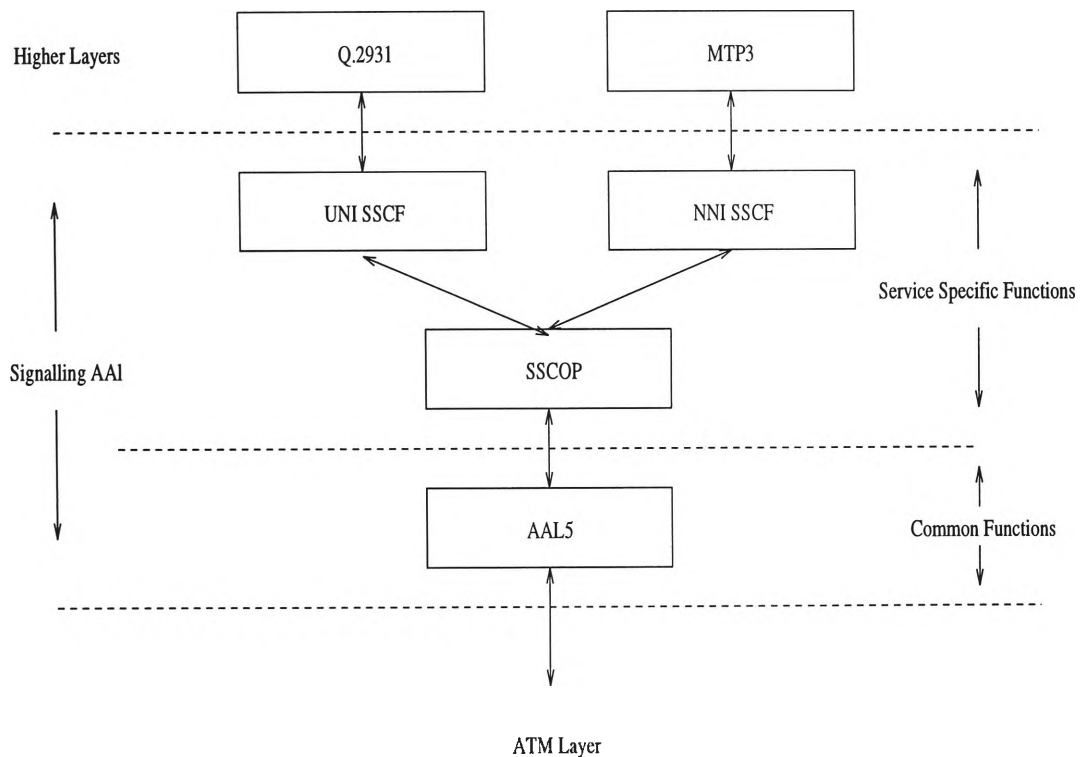 Q.2931
MTP3
Higher Layers
UNI SSCF
NNI SSCF
Service Specific Functions
SSCOP
Signalling AAl
AAL5
Common Functions
ATM Layer